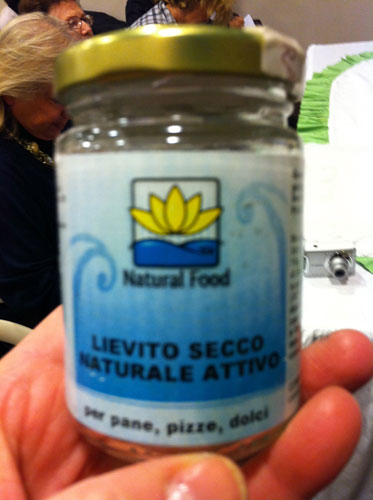 Natural Food
LIEVITO SECCO
NATURALE ATTIVO
per pane, pizze, dolci